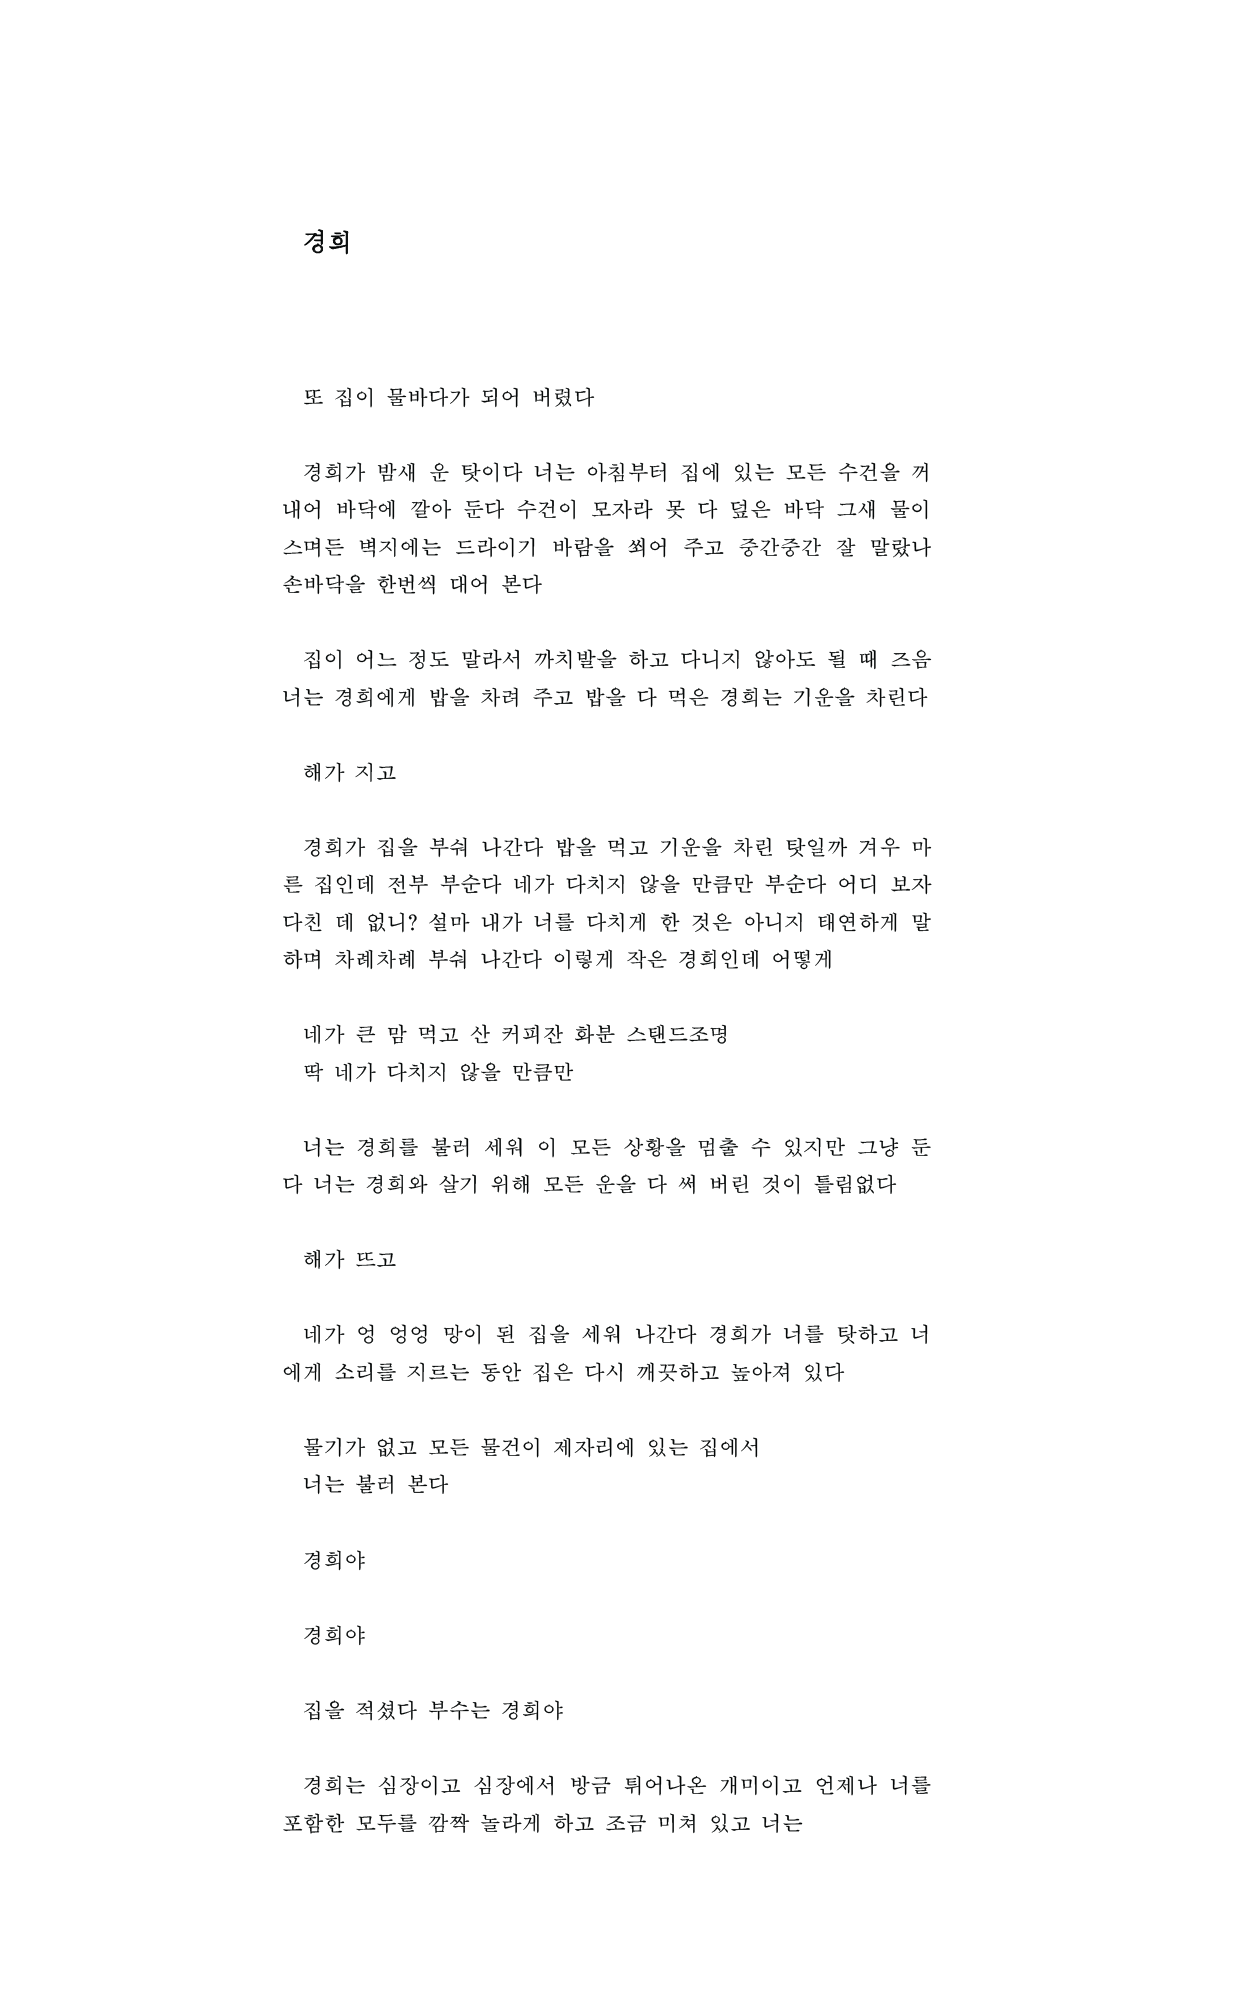 경희
또 집이 물바다가 되어 버렸다
경희가 밤새 운 탓이다 너는 아침부터 집에 있는 모든 수건을 꺼
내어 바닥에 깔아 둔다 수건이 모자라 못 다 덮은 바닥 그새 물이
스며든 벽지에는 드라이기 바람을 쐬어 주고 중간중간 잘 말랐나
손바닥을 한번씩 대어 본다
집이 어느 정도 말라서 까치발을 하고 다니지 않아도 될 때 즈음
너는 경희에게 밥을 차려 주고 밥을 다 먹은 경희는 기운을 차린다
해가 지고
경희가 집을 부숴 나간다 밥을 먹고 기운을 차린 탓일까 겨우 마
른 집인데 전부 부순다 네가 다치지 않을 만큼만 부순다 어디 보자
다친 데 없니? 설마 내가 너를 다치게 한 것은 아니지 태연하게 말
하며 차례차례 부숴 나간다 이렇게 작은 경희인데 어떻게
네가 큰 맘 먹고 산 커피잔 화분 스탠드조명
딱 네가 다치지 않을 만큼만
너는 경희를 불러 세워 이 모든 상황을 멈출 수 있지만 그냥 둔
다 너는 경희와 살기 위해 모든 운을 다 써 버린 것이 틀림없다
해가 뜨고
네가 엉 엉엉 망이 된 집을 세워 나간다 경희가 너를 탓하고 너
에게 소리를 지르는 동안 집은 다시 깨끗하고 높아져 있다
물기가 없고 모든 물건이 제자리에 있는 집에서
너는 불러 본다
경희야
경희야
집을 적셨다 부수는 경희야
경희는 심장이고 심장에서 방금 튀어나온 개미이고 언제나 너를
포함한 모두를 깜짝 놀라게 하고 조금 미쳐 있고 너는